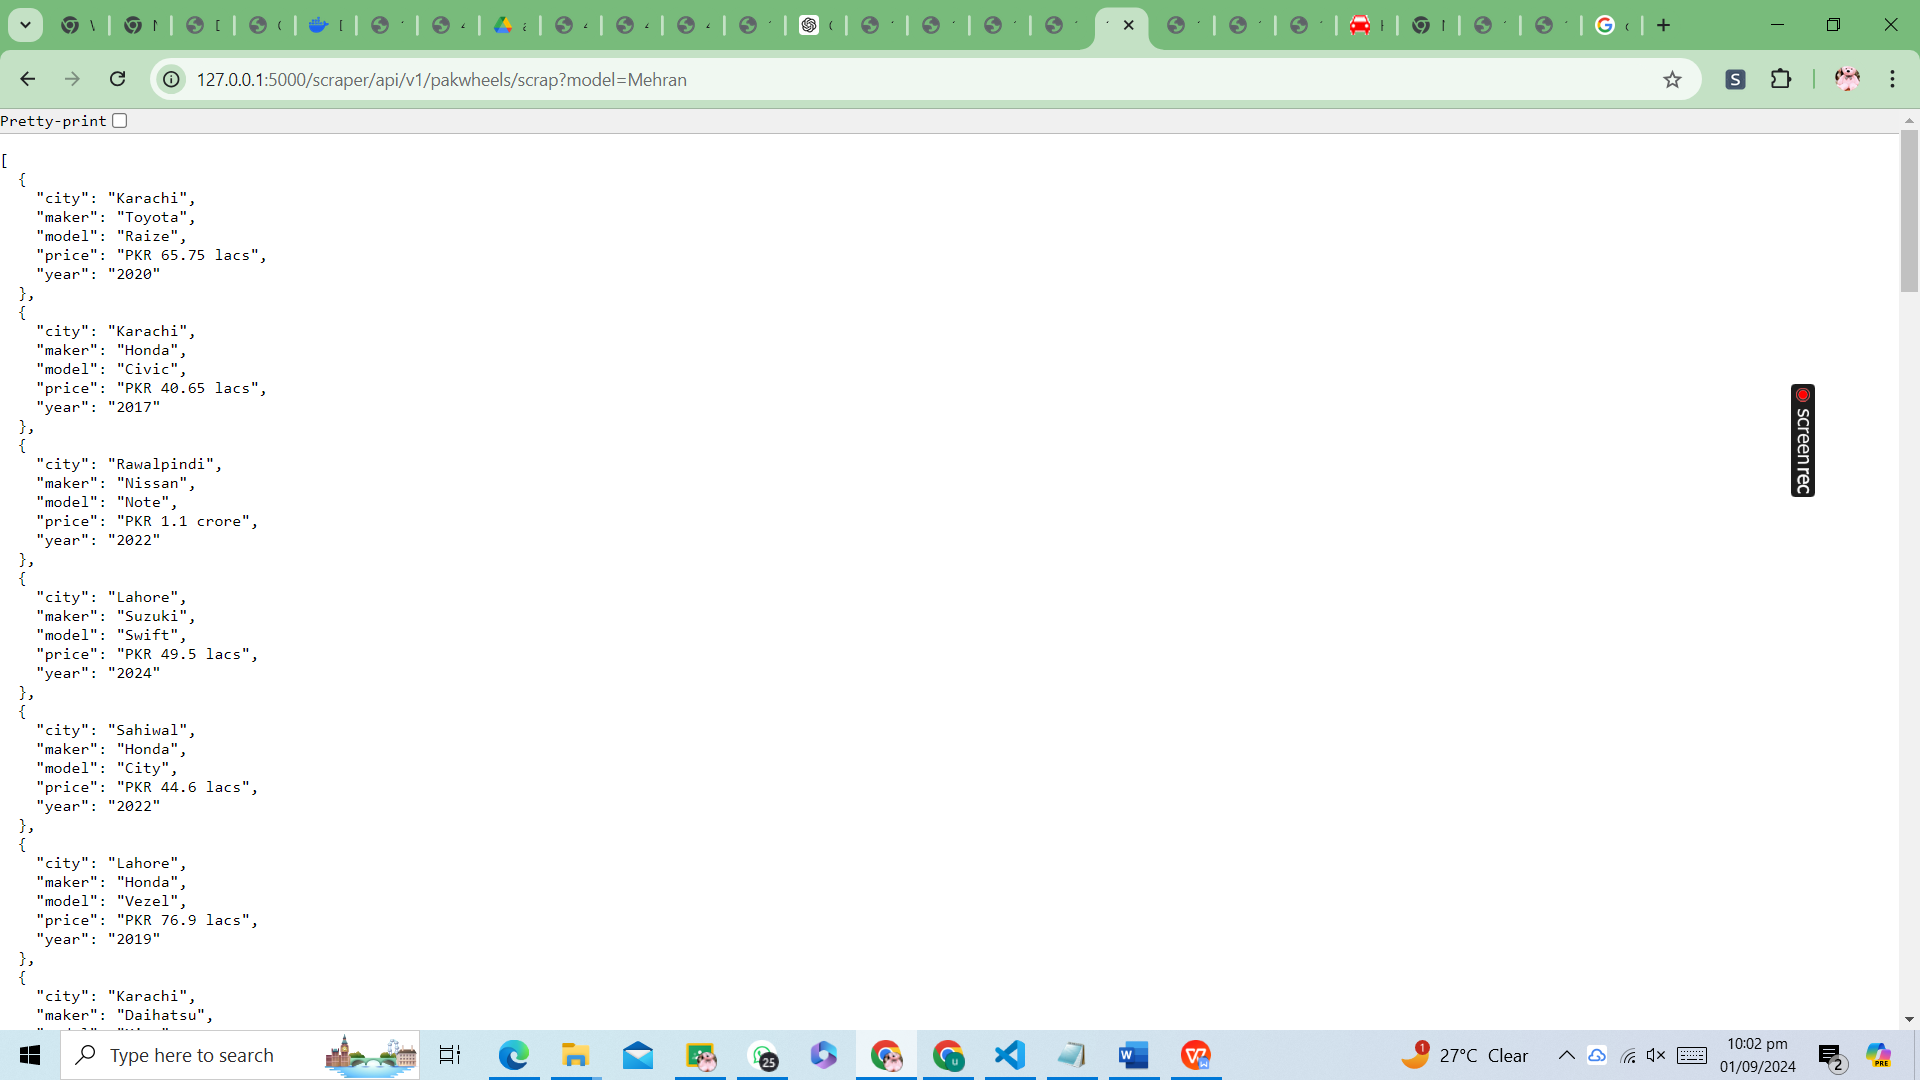 127.0.0.1:5000/scraper/api/v1/pakwheels/scrap?model=Mehran
S
Pretty-print
[
{
"city": "Karachi",
"maker": "Toyota",
"model": "Raize",
"price": "PKR 65.75 lacs",
"year": "2020"
},
{
"city": "Karachi",
"maker": "Honda",
"model": "Civic",
"price": "PKR 40.65 lacs",
"year": "2017"
},
{
"city": "Rawalpindi",
"maker": "Nissan",
"model": "Note",
"price": "PKR 1.1 crore",
"year": "2022"
},
{
"city": "Lahore",
"maker": "Suzuki",
"model": "Swift",
"price": "PKR 49.5 lacs",
"year": "2024"
},
{
"city": "Sahiwal",
"maker": "Honda",
"model": "City",
"price": "PKR 44.6 lacs",
"year": "2022"
},
{
"city": "Lahore",
"maker": "Honda",
"model": "Vezel",
"price": "PKR 76.9 lacs",
"year": "2019"
},
{
"city": "Karachi",
"maker": "Daihatsu",
screenrec
Type here to search
25
u
W
1
27°C Clear
10:02 pm
01/09/2024
2
PRE